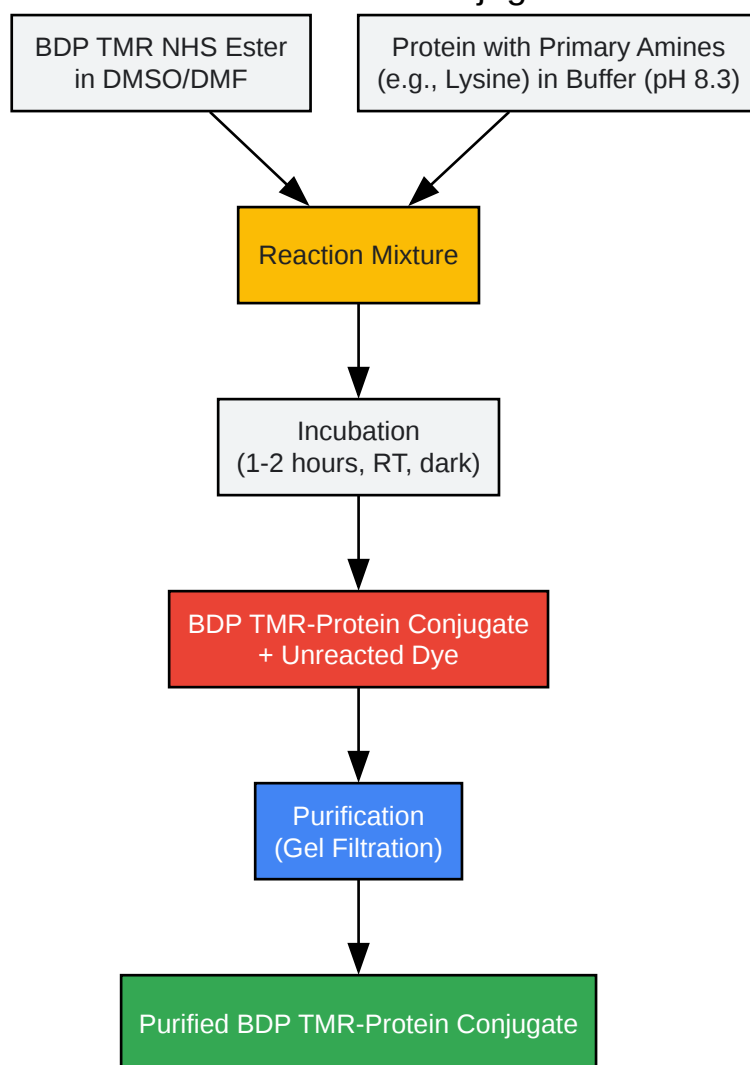 BDP TMR NHS Ester
in DMSO/DMF
Protein with Primary Amines
(e.g., Lysine) in Buffer (pH 8.3)
Reaction Mixture
Incubation
(1-2 hours, RT, dark)
BDP TMR-Protein Conjugate
+ Unreacted Dye
Purification
(Gel Filtration)
Purified BDP TMR-Protein Conjugate